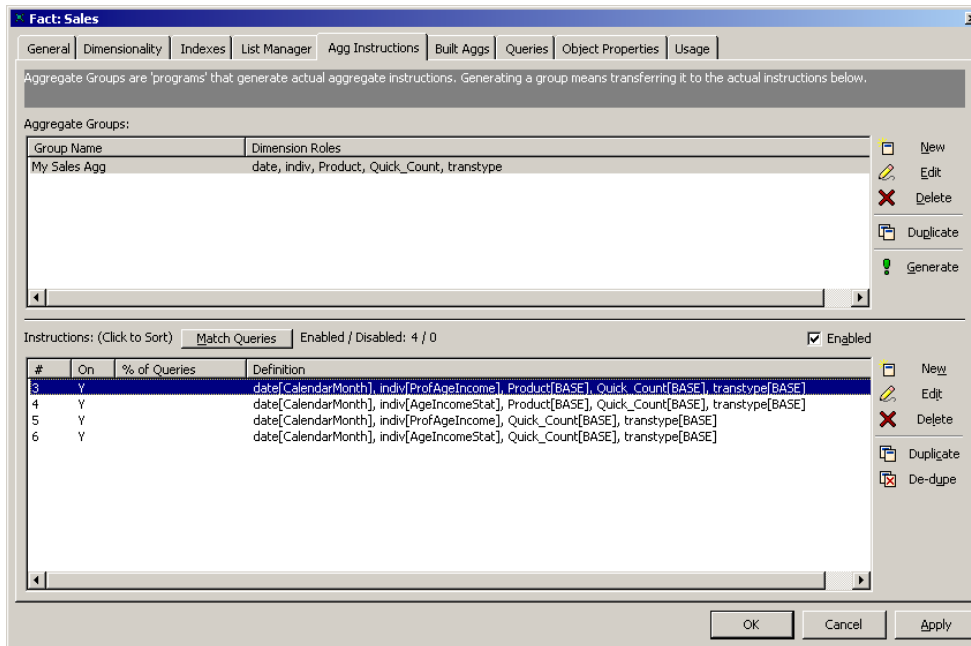 Fact: Sales
General Dimensionality Indexes List Manager Agg Instructions Built Aggs Queries Object Properties Usage
Aggregate Groups are 'programs' that generate actual aggregate instructions. Generating a group means transferring it to the actual instructions below.
Aggregate Groups:
Group Name Dimension Roles
My Sales Agg date, indiv, Product, Quick_Count, transtype
New
Edit
Delete
Duplicate
Generate
Instructions: (Click to Sort) Match Queries Enabled / Disabled: 4 / 0 Enabled
# On % of Queries Definition
3 Y date[CalendarMonth], indiv[ProfAgeIncome], Product[BASE], Quick_Count[BASE], transtype[BASE]
4 Y date[CalendarMonth], indiv[AgeIncomeStat], Product[BASE], Quick_Count[BASE], transtype[BASE]
5 Y date[CalendarMonth], indiv[ProfAgeIncome], Quick_Count[BASE], transtype[BASE]
6 Y date[CalendarMonth], indiv[AgeIncomeStat], Quick_Count[BASE], transtype[BASE]
New
Edit
Delete
Duplicate
De-dupe
OK Cancel Apply